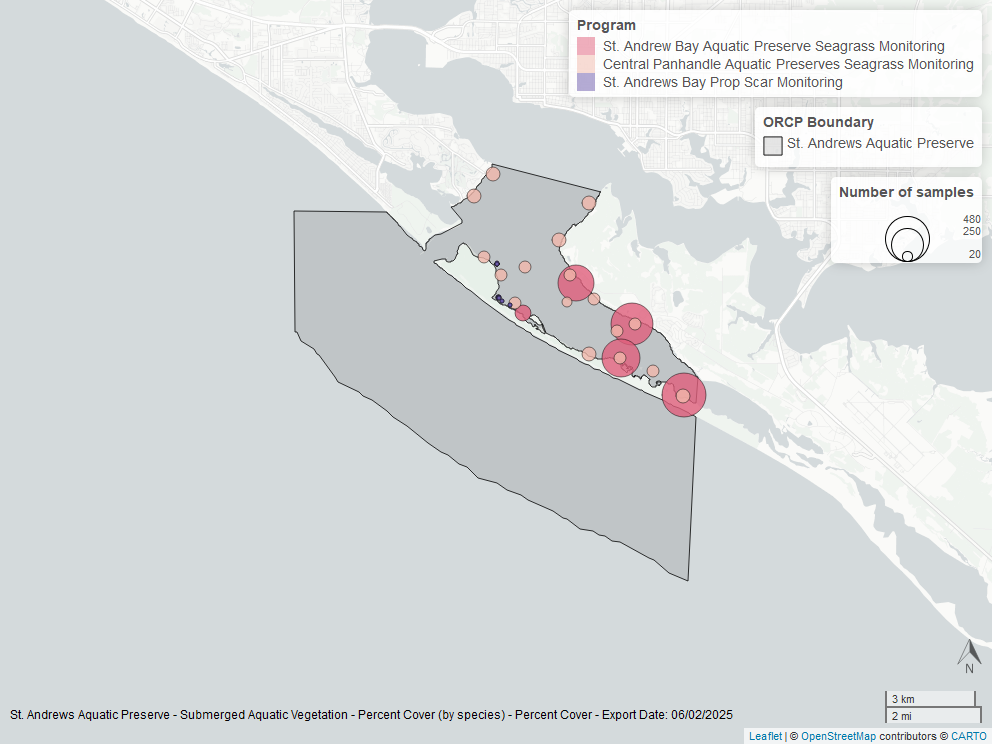 Program
St. Andrew Bay Aquatic Preserve Seagrass Monitoring
Central Panhandle Aquatic Preserves Seagrass Monitoring
St. Andrews Bay Prop Scar Monitoring
ORCP Boundary
St. Andrews Aquatic Preserve
Number of samples
480
250
20
N
3 km
2 mi
St. Andrews Aquatic Preserve - Submerged Aquatic Vegetation - Percent Cover (by species) - Percent Cover - Export Date: 06/02/2025
Leaflet | © OpenStreetMap contributors © CARTO